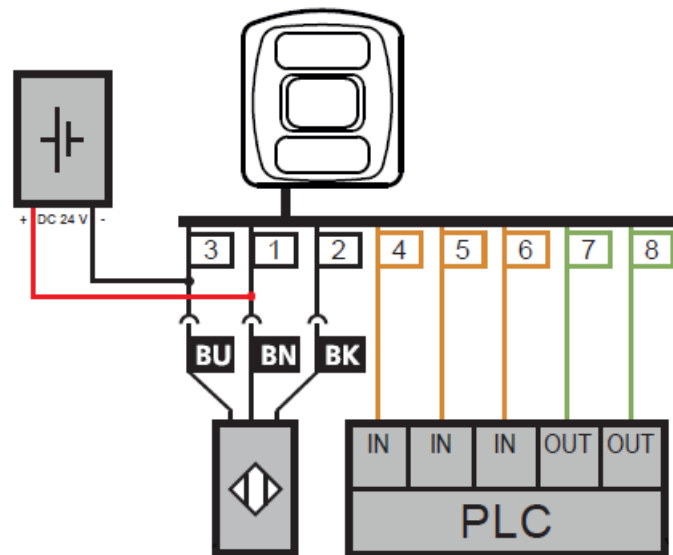 + DC 24 V -
3 1 2 4 5 6 7 8
BU BN BK
IN IN IN OUT OUT
PLC